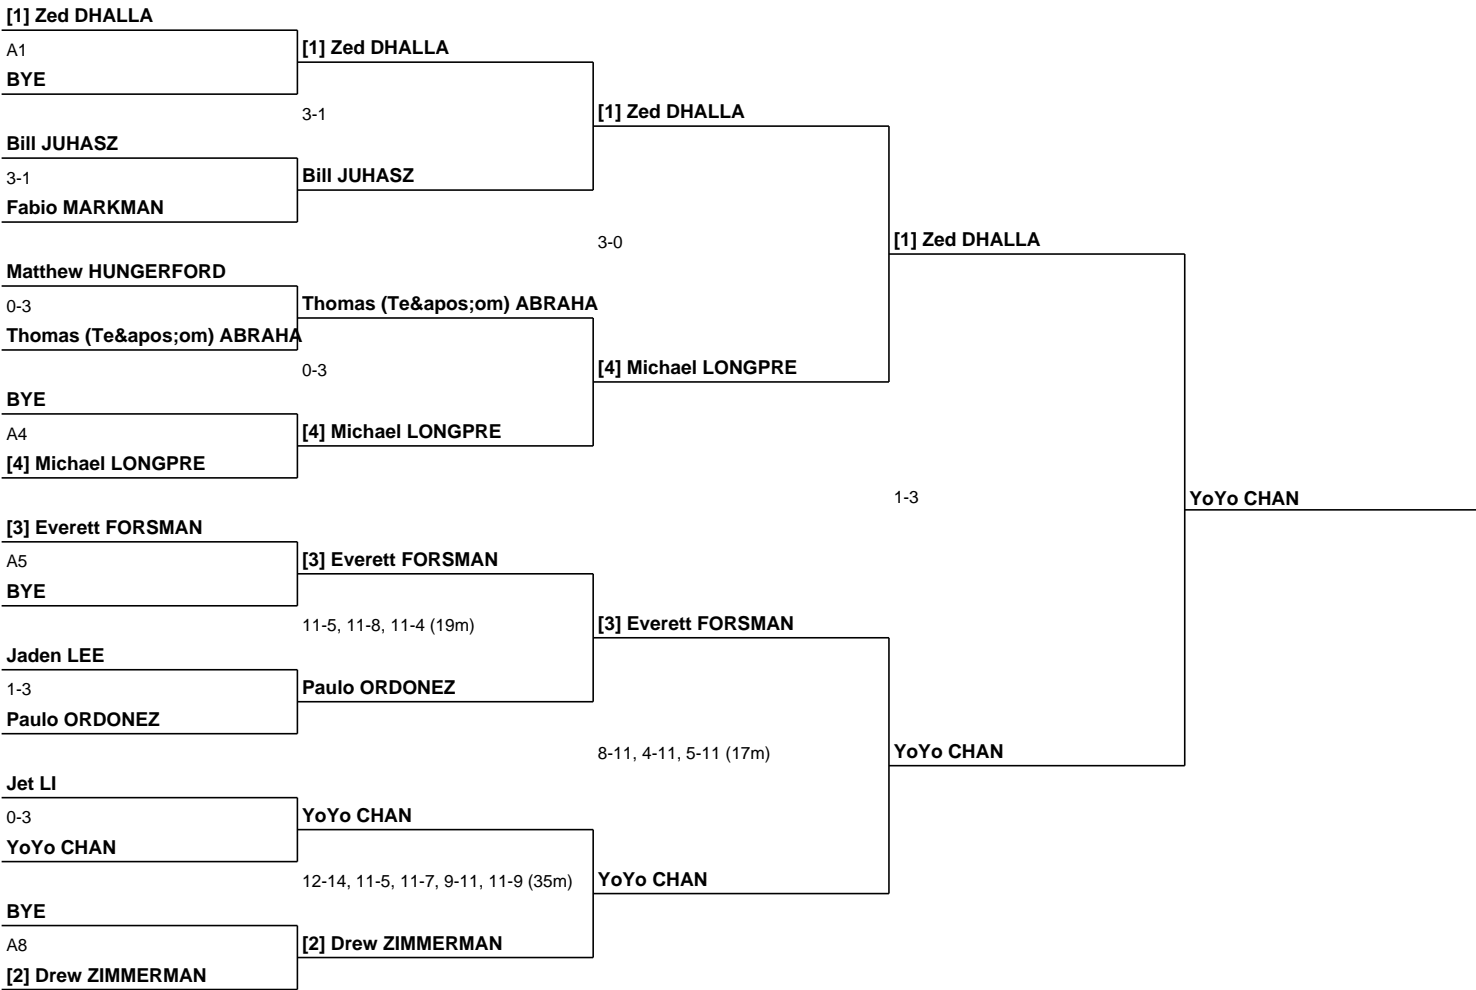 [1] Zed DHALLA
A1
BYE
Bill JUHASZ
3-1
Fabio MARKMAN
Matthew HUNGERFORD
0-3
Thomas (Te&apos;om) ABRAHA
BYE
A4
[4] Michael LONGPRE
[3] Everett FORSMAN
A5
BYE
Jaden LEE
1-3
Paulo ORDONEZ
Jet LI
0-3
YoYo CHAN
BYE
A8
[2] Drew ZIMMERMAN
[1] Zed DHALLA
3-1
Bill JUHASZ
Thomas (Te&apos;om) ABRAHA
0-3
[4] Michael LONGPRE
[3] Everett FORSMAN
11-5, 11-8, 11-4 (19m)
Paulo ORDONEZ
YoYo CHAN
12-14, 11-5, 11-7, 9-11, 11-9 (35m)
[2] Drew ZIMMERMAN
[1] Zed DHALLA
3-0
[4] Michael LONGPRE
[3] Everett FORSMAN
8-11, 4-11, 5-11 (17m)
YoYo CHAN
[1] Zed DHALLA
1-3
YoYo CHAN
YoYo CHAN